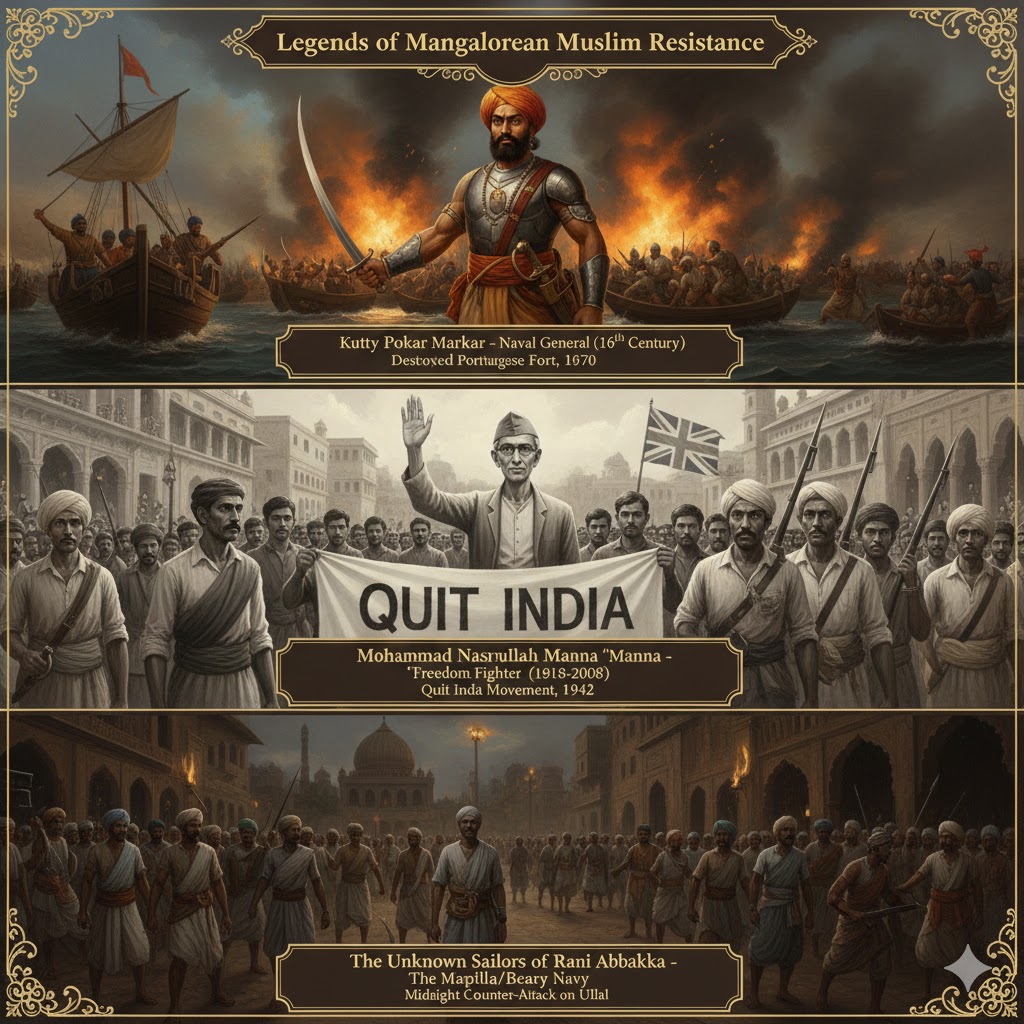 Legends of Mangalorean Muslim Resistance
Kutty Pokar Markar – Naval General (16th Century)
Destoyed Portturgese Fort, 1670
QUIT INDIA
Mohammad Nasrullah Manna "Manna –
'Freedom Fighter (1918-2008)
Quit Inda Movement, 1942
The Unknown Sailors of Rani Abbakka –
The Mapilla/Beary Navy
Midnight Counter-Attack on Ullal